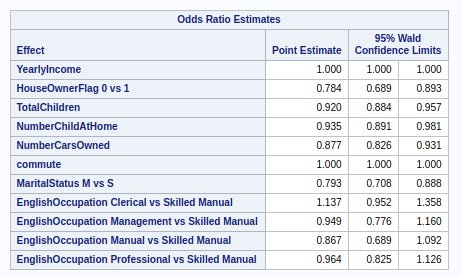 Odds Ratio Estimates
Effect Point Estimate 95% Wald Confidence Limits
YearlyIncome 1.000 1.000 1.000
HouseOwnerFlag 0 vs 1 0.784 0.689 0.893
TotalChildren 0.920 0.884 0.957
NumberChildAtHome 0.935 0.891 0.981
NumberCarsOwned 0.877 0.826 0.931
commute 1.000 1.000 1.000
MaritalStatus M vs S 0.793 0.708 0.888
EnglishOccupation Clerical vs Skilled Manual 1.137 0.952 1.358
EnglishOccupation Management vs Skilled Manual 0.949 0.776 1.160
EnglishOccupation Manual vs Skilled Manual 0.867 0.689 1.092
EnglishOccupation Professional vs Skilled Manual 0.964 0.825 1.126